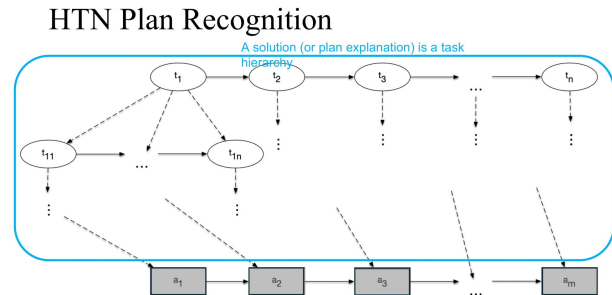 HTN Plan Recognition
A solution (or plan explanation) is a task
hierarchy
t1 t2 t3 ... tn
t11 ... t1n
a1 a2 a3 ... am